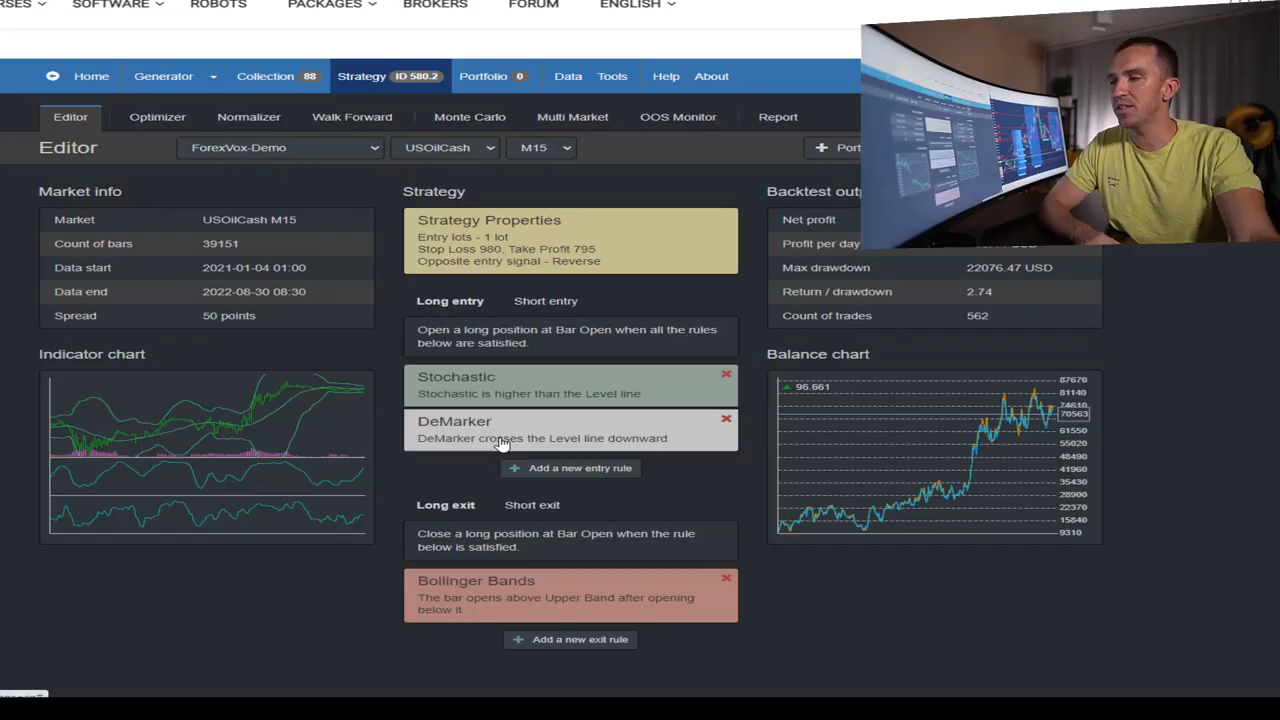 RSES SOFTWARE ROBOTS PACKAGES BROKERS FORUM ENGLISH
Home Generator Collection 88 Strategy ID 580.2 Portfolio 0 Data Tools Help About
Editor Optimizer Normalizer Walk Forward Monte Carlo Multi Market OOS Monitor Report
Editor ForexVox-Demo USOilCash M15 + Port
Market info
Market USOilCash M15
Count of bars 39151
Data start 2021-01-04 01:00
Data end 2022-08-30 08:30
Spread 50 points
Indicator chart
Strategy
Strategy Properties
Entry lots - 1 lot
Stop Loss 980, Take Profit 795
Opposite entry signal - Reverse
Long entry Short entry
Open a long position at Bar Open when all the rules
below are satisfied.
Stochastic
Stochastic is higher than the Level line
DeMarker
DeMarker crosses the Level line downward
+ Add a new entry rule
Long exit Short exit
Close a long position at Bar Open when the rule
below is satisfied.
Bollinger Bands
The bar opens above Upper Band after opening
below it
+ Add a new exit rule
Backtest out
Net profit
Profit per day
Max drawdown 22076.47 USD
Return / drawdown 2.74
Count of trades 562
Balance chart
96.661
87670
81140
74610
70563
61550
55020
48490
41960
35430
28900
22370
15840
9310